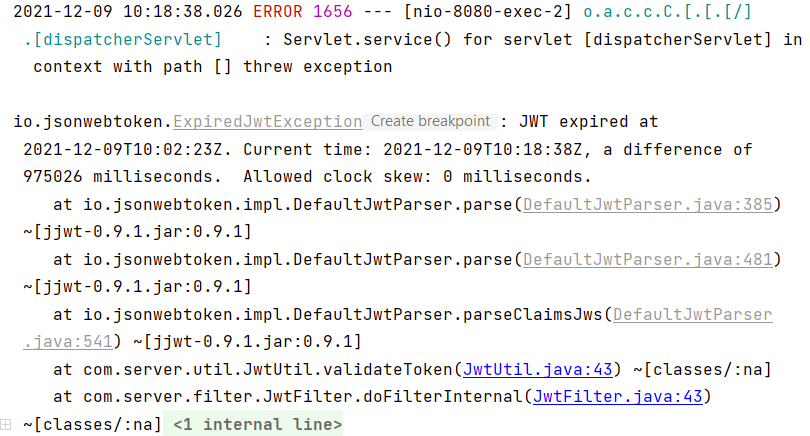 2021-12-09 10:18:38.026 ERROR 1656 --- [nio-8080-exec-2] o.a.c.c.C.[.[.[/]
.[dispatcherServlet]    : Servlet.service() for servlet [dispatcherServlet] in
context with path [] threw exception
io.jsonwebtoken.ExpiredJwtException Create breakpoint : JWT expired at
2021-12-09T10:02:23Z. Current time: 2021-12-09T10:18:38Z, a difference of
975026 milliseconds.  Allowed clock skew: 0 milliseconds.
at io.jsonwebtoken.impl.DefaultJwtParser.parse(DefaultJwtParser.java:385)
~[jjwt-0.9.1.jar:0.9.1]
at io.jsonwebtoken.impl.DefaultJwtParser.parse(DefaultJwtParser.java:481)
~[jjwt-0.9.1.jar:0.9.1]
at io.jsonwebtoken.impl.DefaultJwtParser.parseClaimsJws(DefaultJwtParser
.java:541) ~[jjwt-0.9.1.jar:0.9.1]
at com.server.util.JwtUtil.validateToken(JwtUtil.java:43) ~[classes/:na]
at com.server.filter.JwtFilter.doFilterInternal(JwtFilter.java:43)
~[classes/:na] <1 internal line>